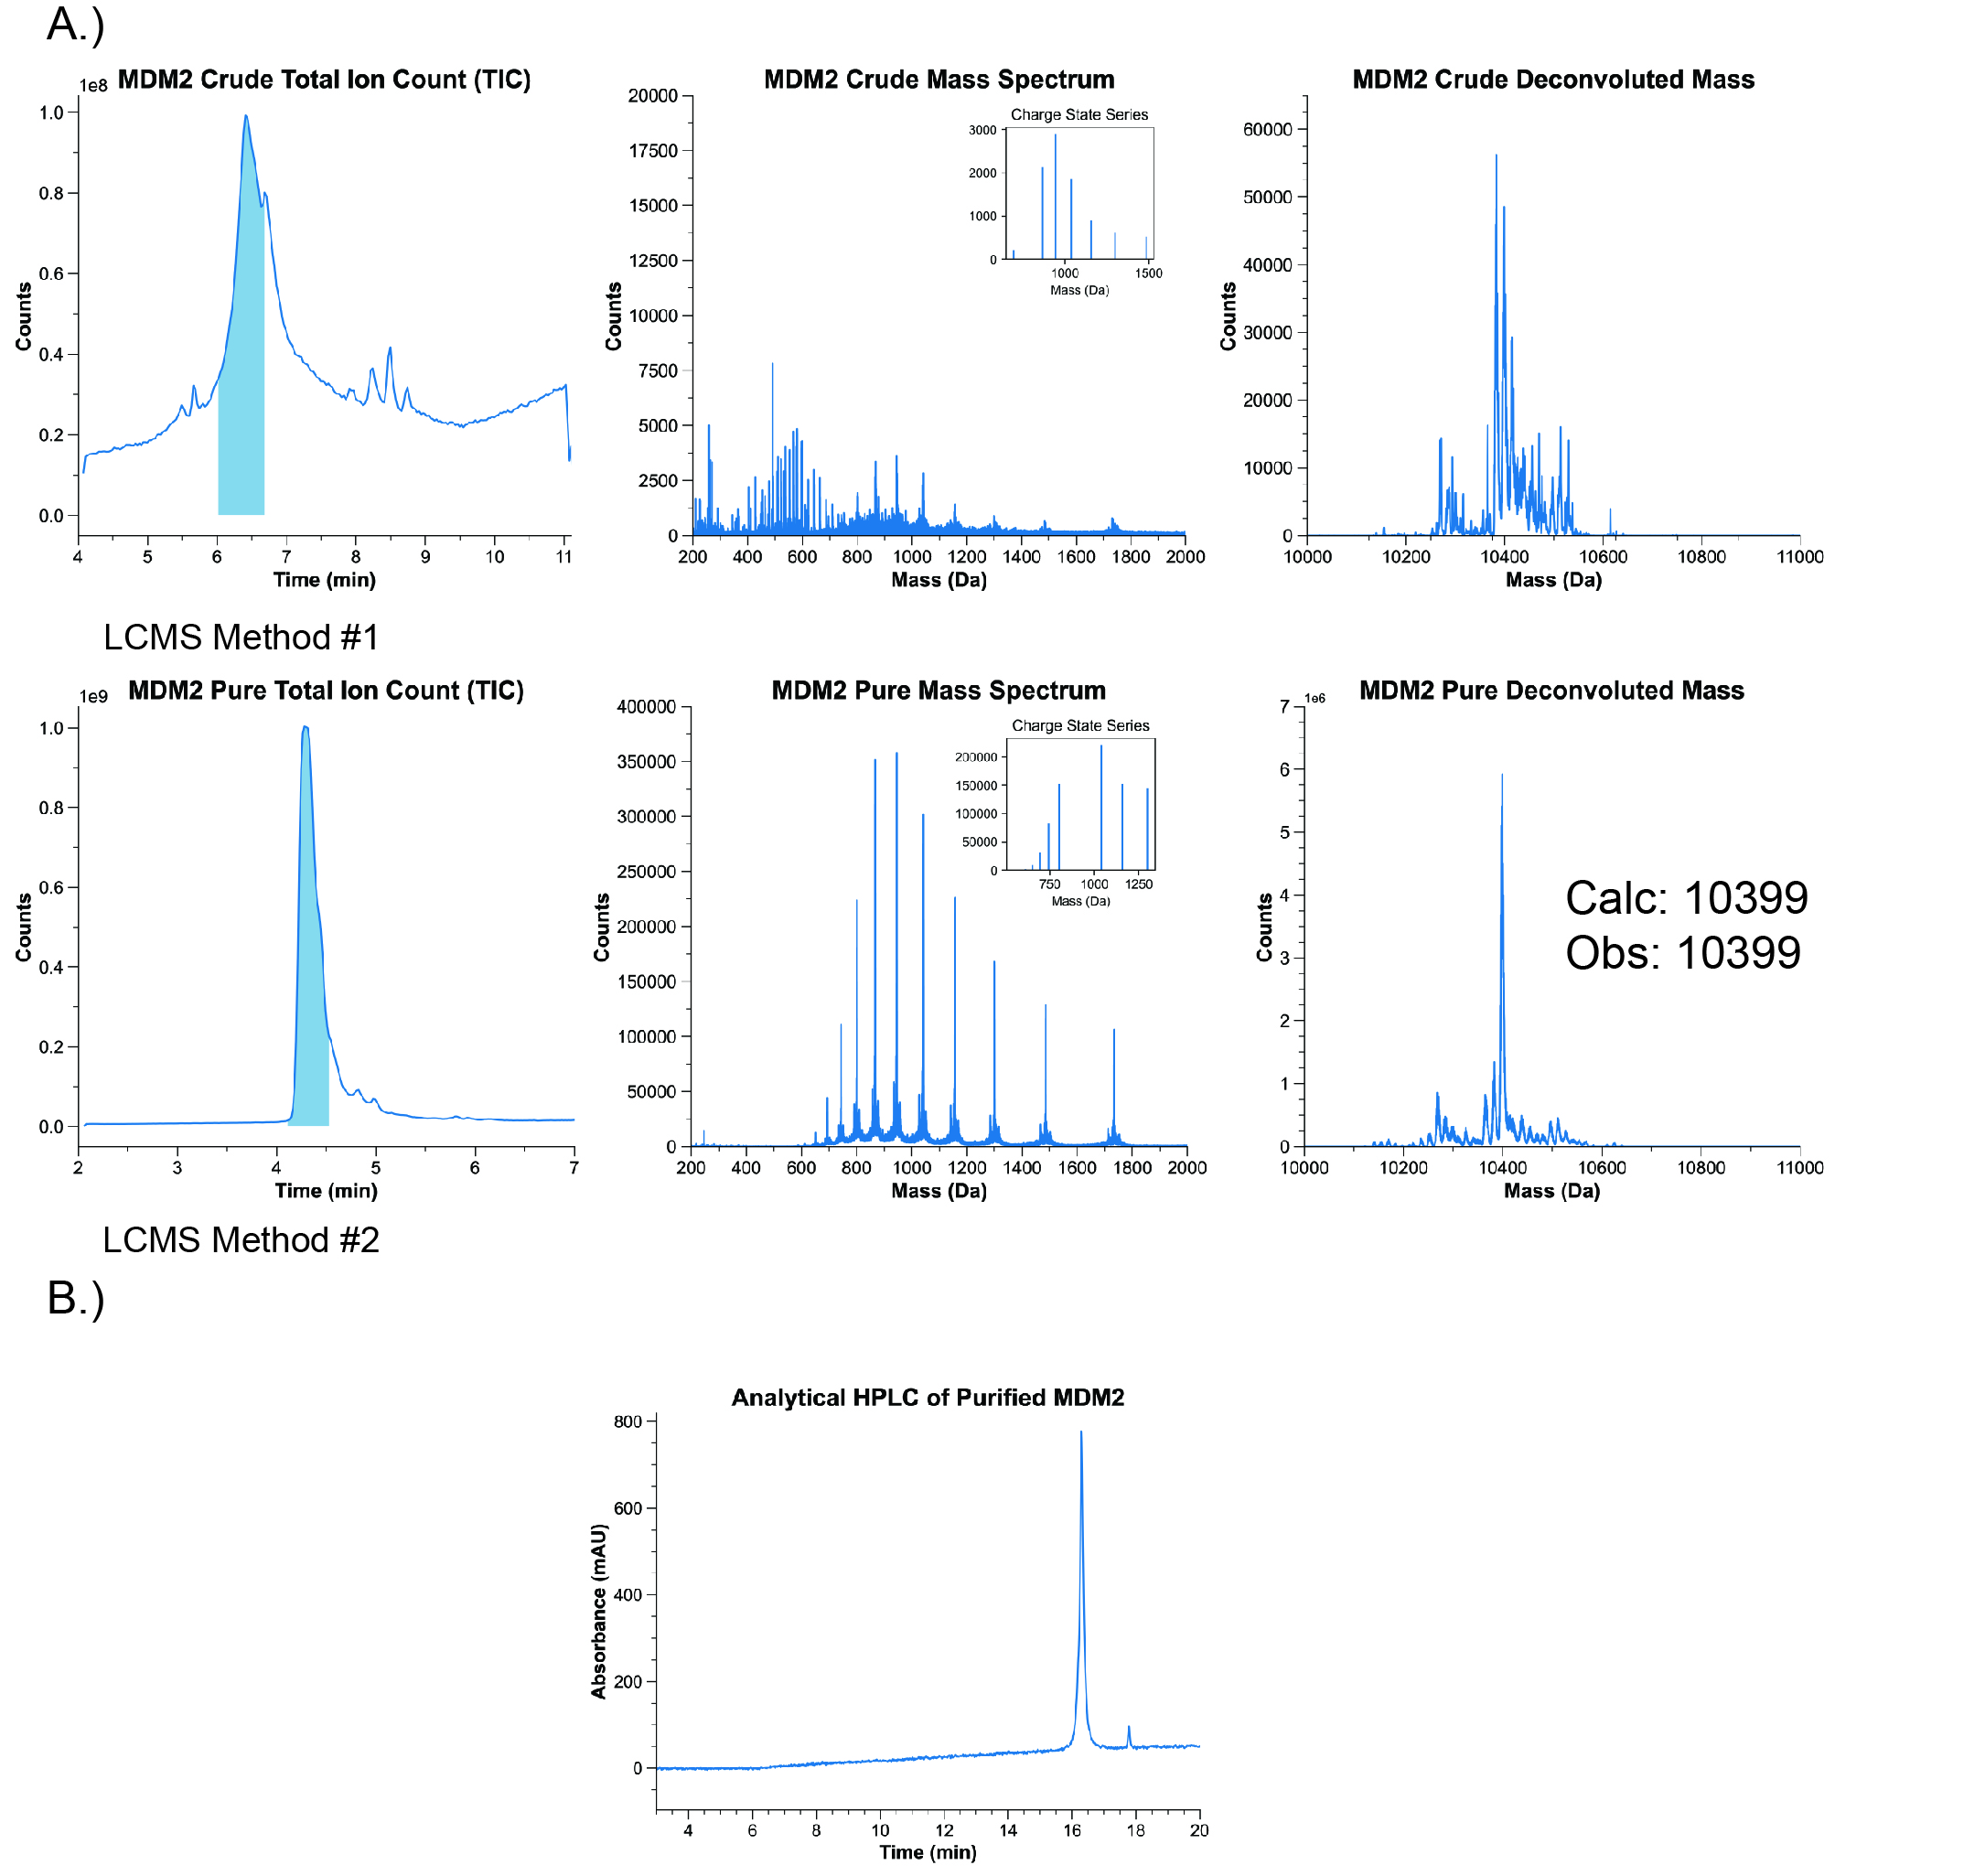 A.)
MDM2 Crude Total Ion Count (TIC)
1e8
1.0
0.8
0.6
0.4
0.2
0.0
Counts
4 5 6 7 8 9 10 11
Time (min)
MDM2 Crude Mass Spectrum
20000
17500
15000
12500
10000
7500
5000
2500
0
Counts
200 400 600 800 1000 1200 1400 1600 1800 2000
Mass (Da)
Charge State Series
3000
2000
1000
0
1000 1500
Mass (Da)
MDM2 Crude Deconvoluted Mass
60000
50000
40000
30000
20000
10000
0
Counts
10000 10200 10400 10600 10800 11000
Mass (Da)
LCMS Method #1
MDM2 Pure Total Ion Count (TIC)
1e9
1.0
0.8
0.6
0.4
0.2
0.0
Counts
2 3 4 5 6 7
Time (min)
MDM2 Pure Mass Spectrum
400000
350000
300000
250000
200000
150000
100000
50000
0
Counts
200 400 600 800 1000 1200 1400 1600 1800 2000
Mass (Da)
Charge State Series
200000
150000
100000
50000
0
750 1000 1250
Mass (Da)
MDM2 Pure Deconvoluted Mass
1e6
7
6
5
4
3
2
1
0
Counts
10000 10200 10400 10600 10800 11000
Mass (Da)
Calc: 10399
Obs: 10399
LCMS Method #2
B.)
Analytical HPLC of Purified MDM2
800
600
400
200
0
Absorbance (mAU)
4 6 8 10 12 14 16 18 20
Time (min)